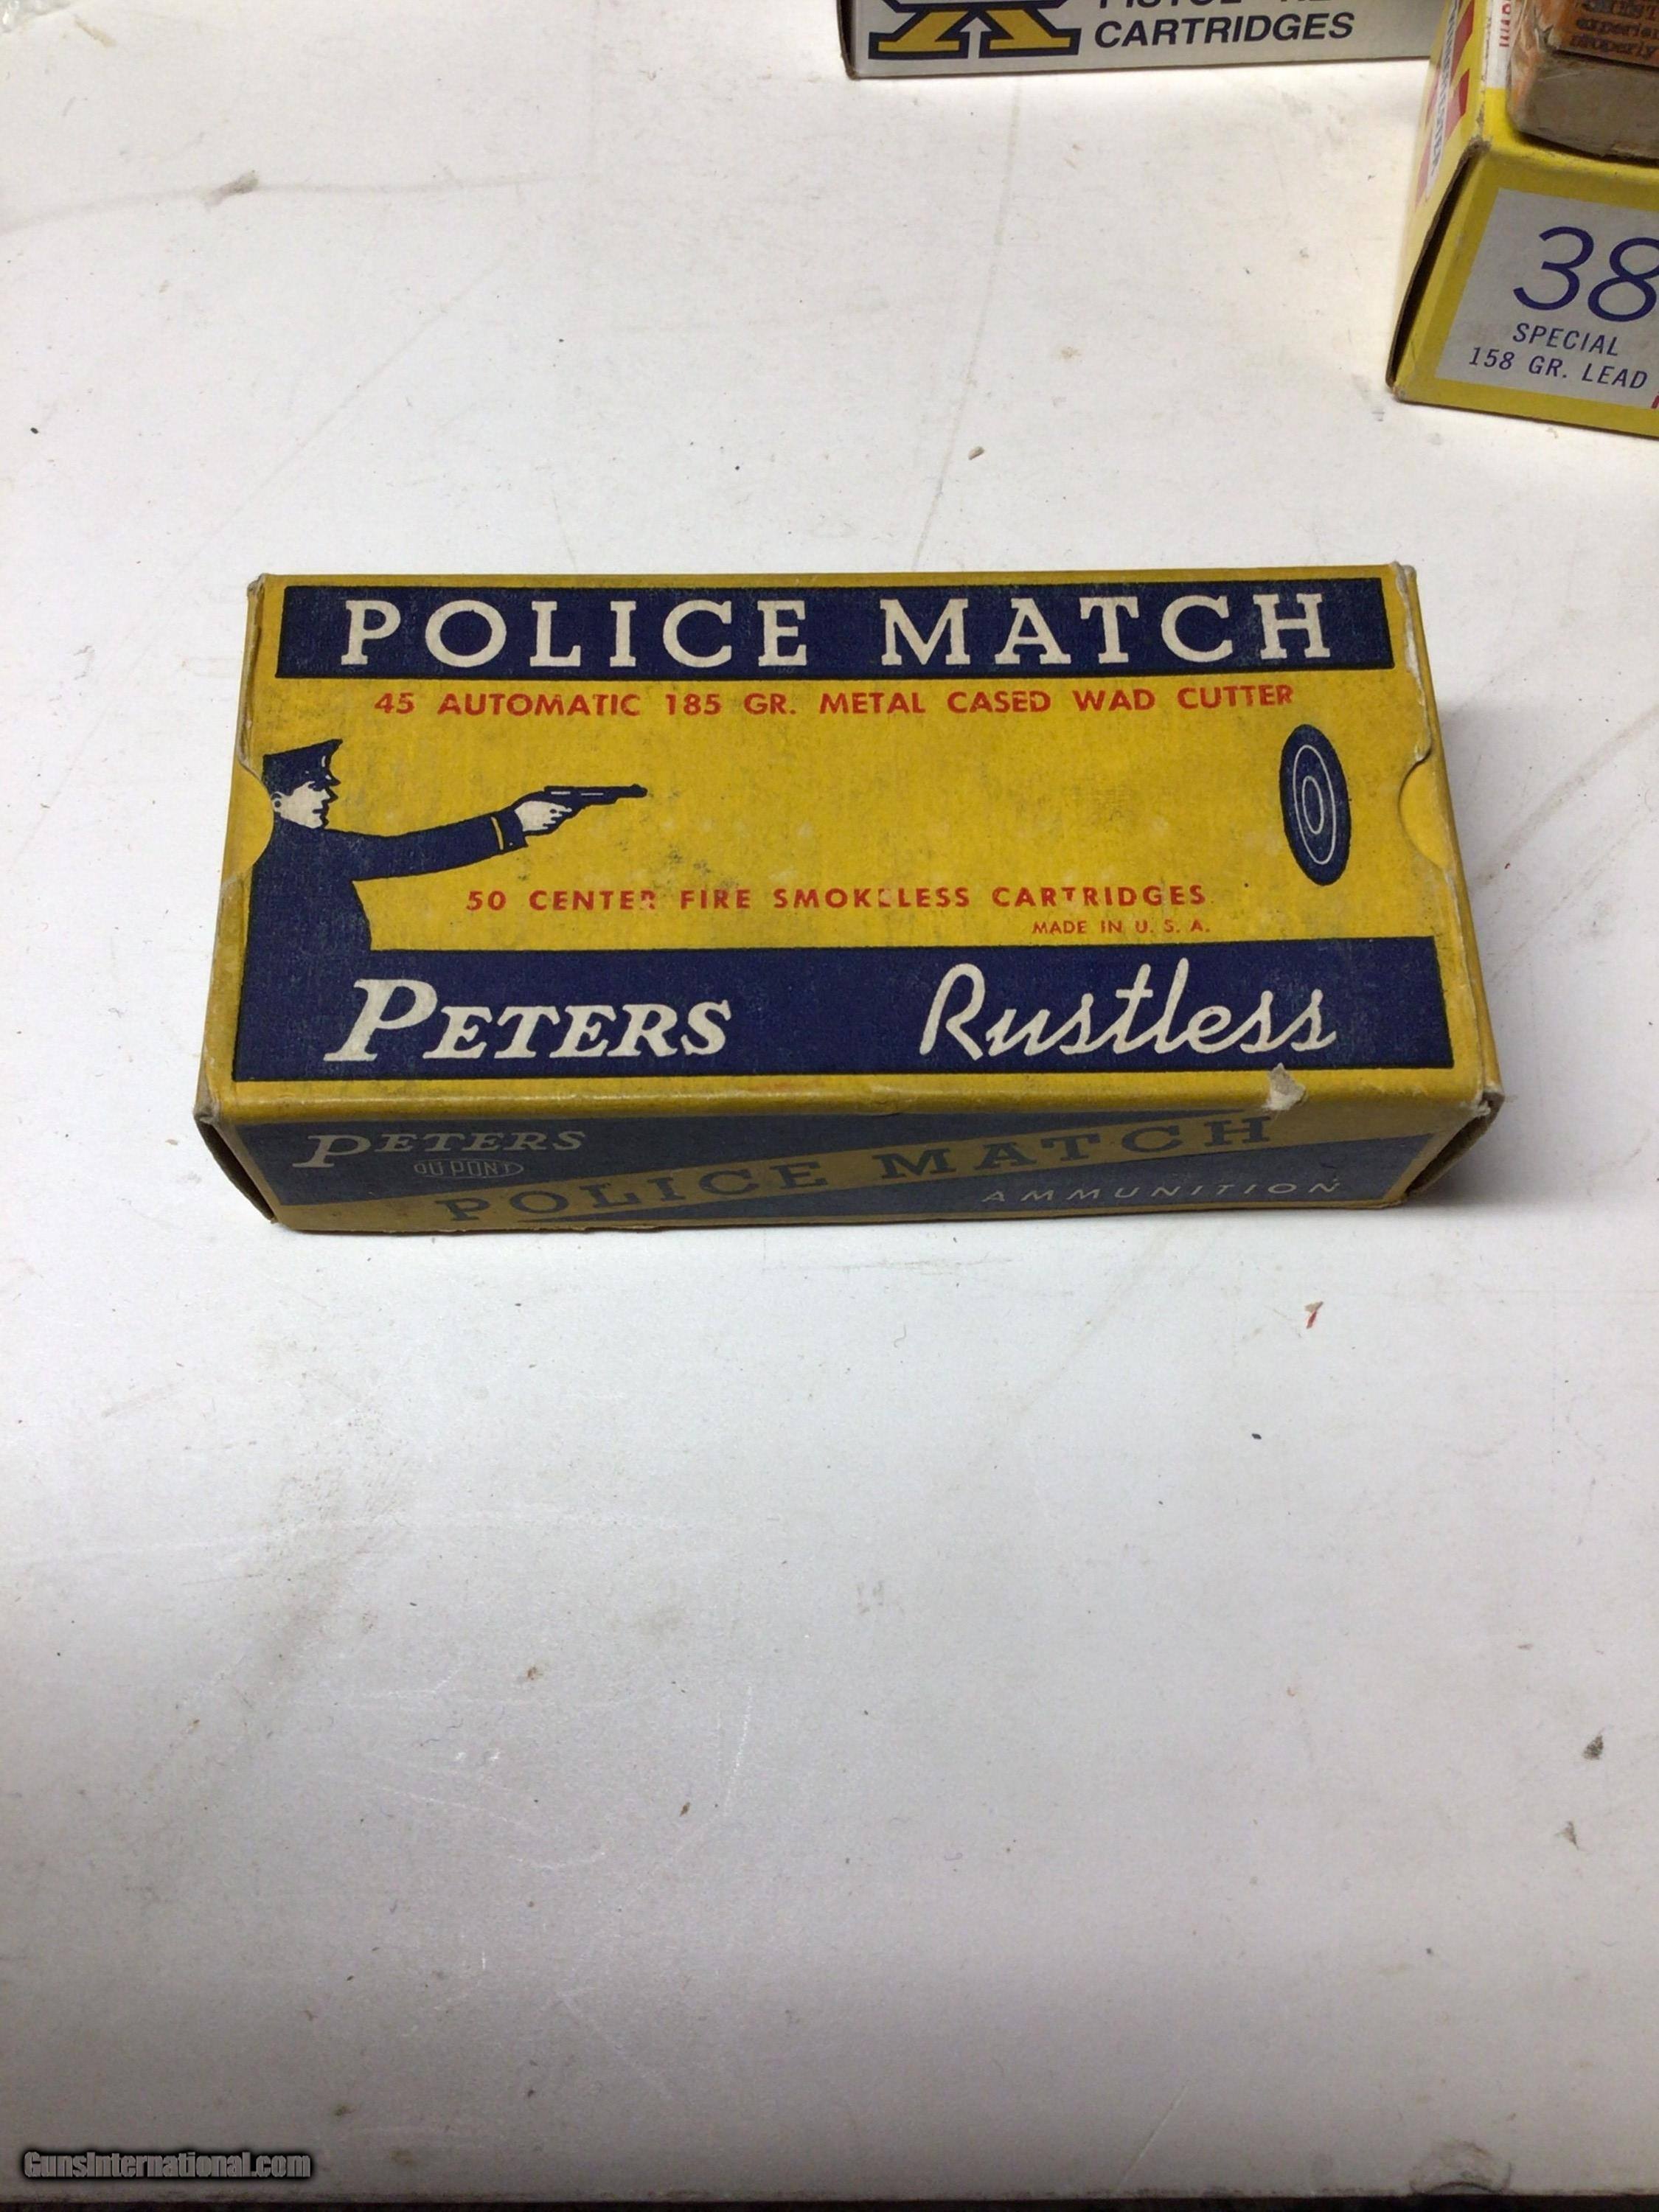 CARTRIDGES
38
SPECIAL
158 GR. LEAD
POLICE MATCH
45 AUTOMATIC 185 GR. METAL CASED WAD CUTTER
50 CENTER FIRE SMOKELESS CARTRIDGES
MADE IN U. S. A.
PETERS Rustless
PETERS
DU PONT
POLICE MATCH
AMMUNITION
GunsInternational.com